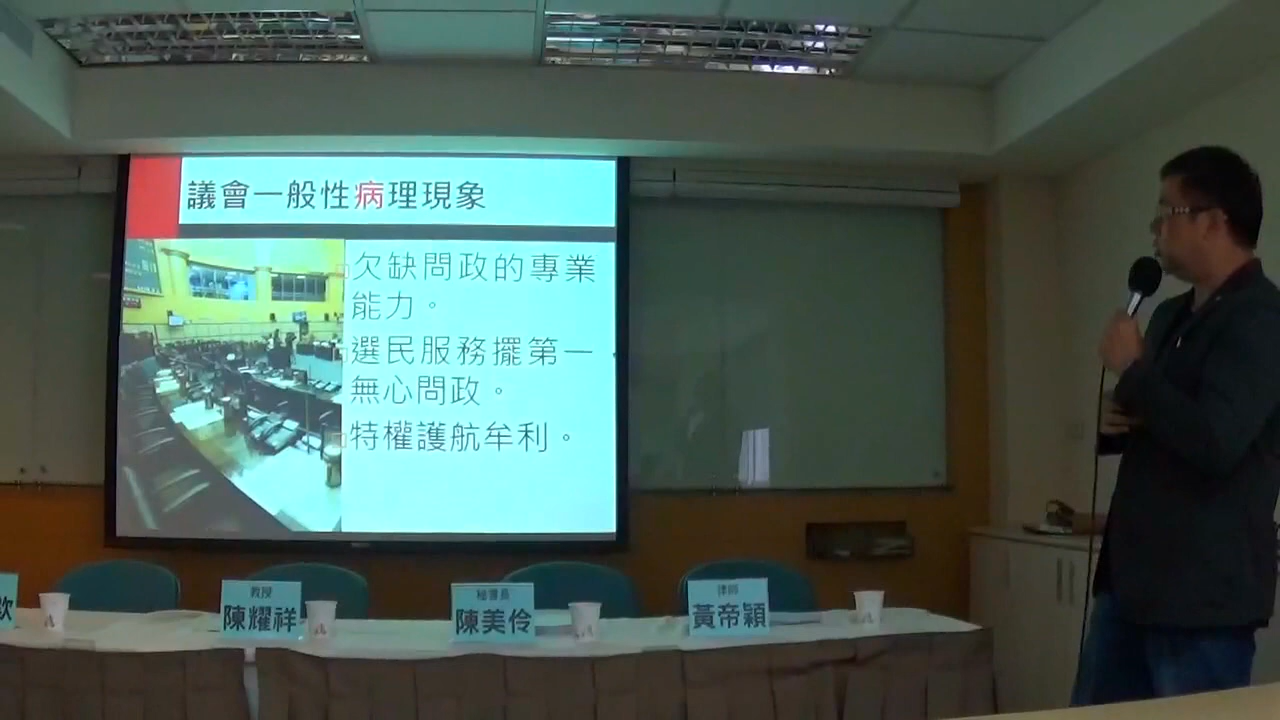 議會一般性病理現象
欠缺問政的專業
能力。
選民服務擺第一
無心問政。
特權護航牟利。
教授
陳耀祥
秘書長
陳美伶
律師
黃帝穎